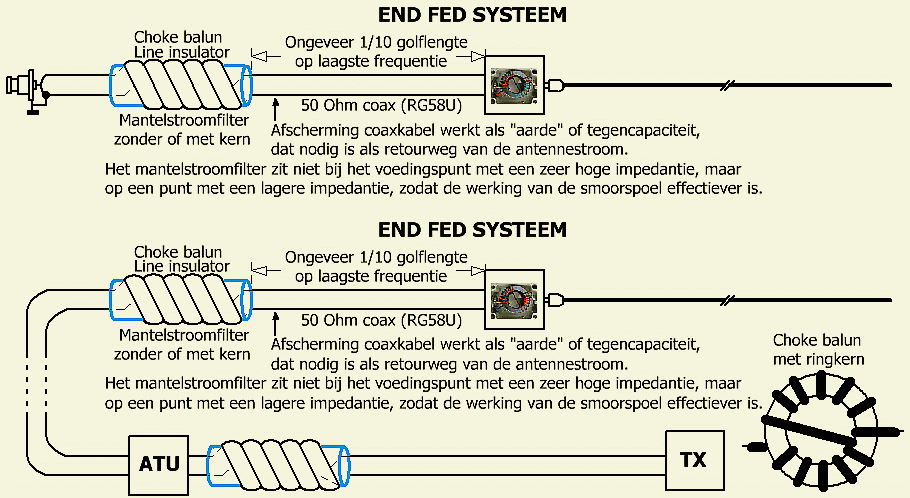 END FED SYSTEEM
Choke balun
Line insulator
Ongeveer 1/10 golflengte
op laagste frequentie
50 Ohm coax (RG58U)
Mantelstroomfilter
zonder of met kern
Afscherming coaxkabel werkt als "aarde" of tegencapaciteit,
dat nodig is als retourweg van de antennestroom.
Het mantelstroomfilter zit niet bij het voedingspunt met een zeer hoge impedantie, maar
op een punt met een lagere impedantie, zodat de werking van de smoorspoel effectiever is.
END FED SYSTEEM
Choke balun
Line insulator
Ongeveer 1/10 golflengte
op laagste frequentie
50 Ohm coax (RG58U)
Mantelstroomfilter
zonder of met kern
Afscherming coaxkabel werkt als "aarde" of tegencapaciteit,
dat nodig is als retourweg van de antennestroom.
Het mantelstroomfilter zit niet bij het voedingspunt met een zeer hoge impedantie, maar
op een punt met een lagere impedantie, zodat de werking van de smoorspoel effectiever is.
Choke balun
met ringkern
ATU
TX